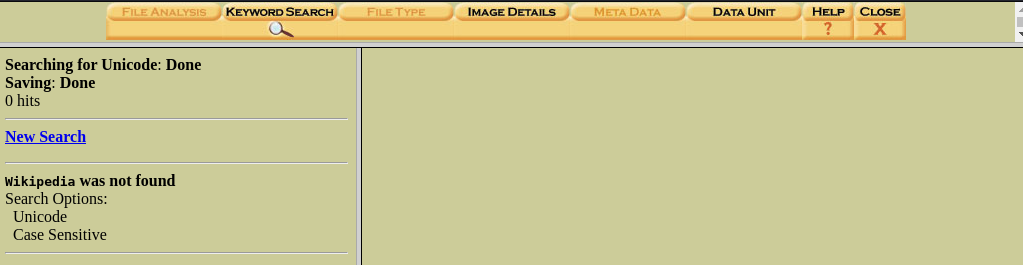 FILE ANALYSIS KEYWORD SEARCH FILE TYPE IMAGE DETAILS META DATA DATA UNIT HELP CLOSE
? X
Searching for Unicode: Done
Saving: Done
0 hits
New Search
Wikipedia was not found
Search Options:
Unicode
Case Sensitive